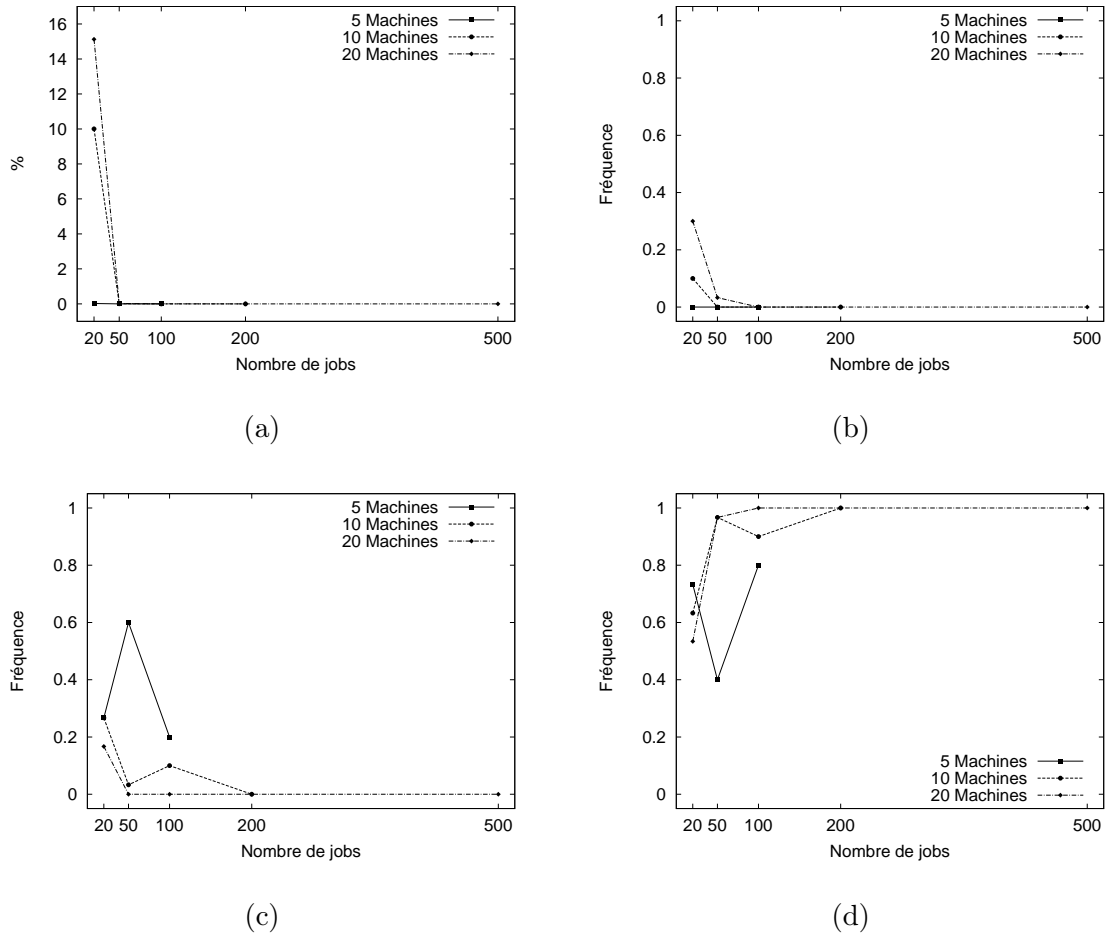 16
14
12
10
8
6
4
2
0
%
20 50 100 200 500
Nombre de jobs
5 Machines
10 Machines
20 Machines
(a)
1
0.8
0.6
0.4
0.2
0
Fréquence
20 50 100 200 500
Nombre de jobs
5 Machines
10 Machines
20 Machines
(b)
1
0.8
0.6
0.4
0.2
0
Fréquence
20 50 100 200 500
Nombre de jobs
5 Machines
10 Machines
20 Machines
(c)
1
0.8
0.6
0.4
0.2
0
Fréquence
20 50 100 200 500
Nombre de jobs
5 Machines
10 Machines
20 Machines
(d)